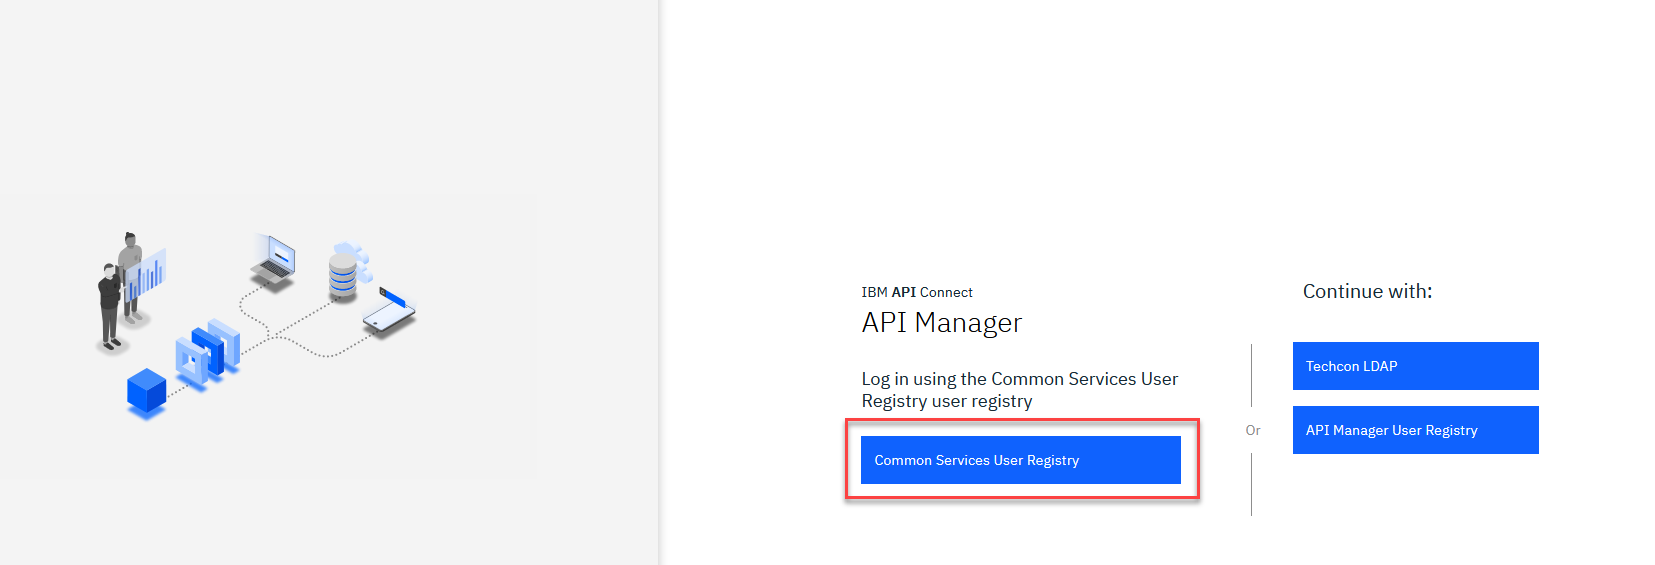 IBM API Connect
API Manager
Log in using the Common Services User
Registry user registry
Common Services User Registry
Or
Continue with:
Techcon LDAP
API Manager User Registry